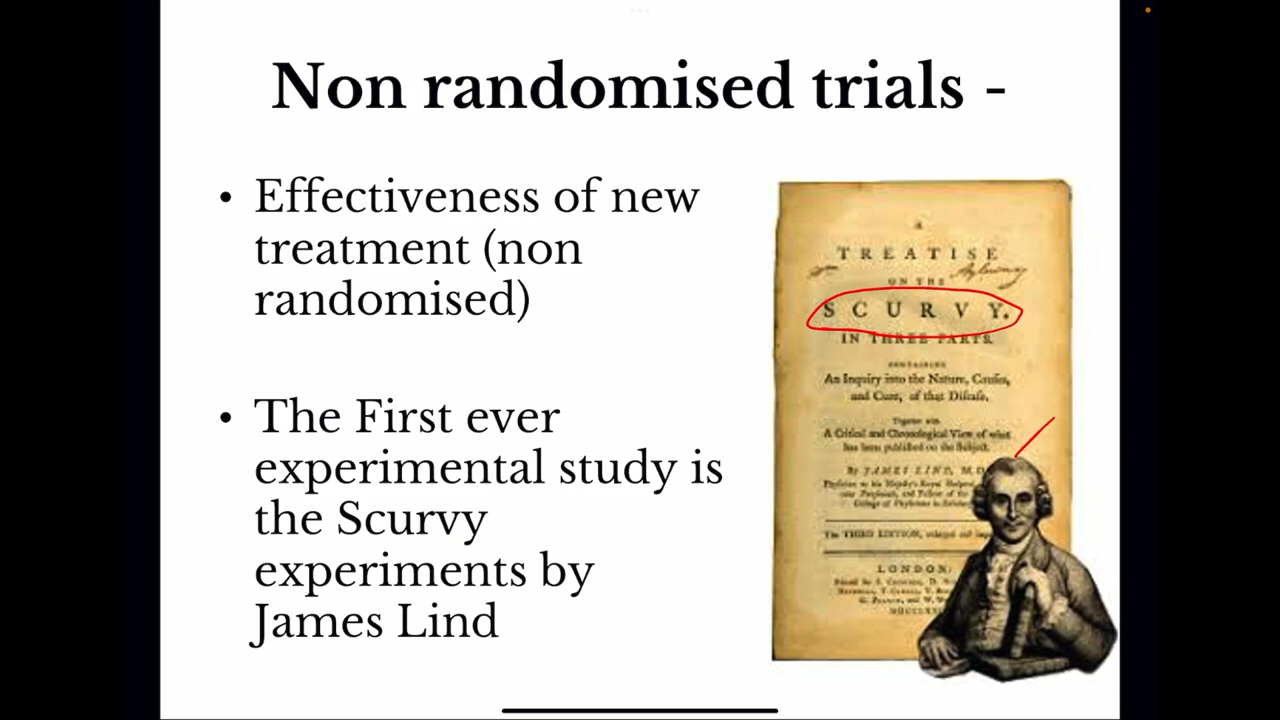 Non randomised trials -
• Effectiveness of new
treatment (non
randomised)
• The First ever
experimental study is
the Scurvy
experiments by
James Lind
A
TREATISE
ON THE
SCURVY.
IN THREE PARTS.
CONTAINING
An Inquiry into the Nature, Causes,
and Cure, of that Disease.
Together with
A Critical and Chronological View of what
has been published on the Subject.
By JAMES LIND, M.D.
The THIRD EDITION, enlarged and
LONDON: